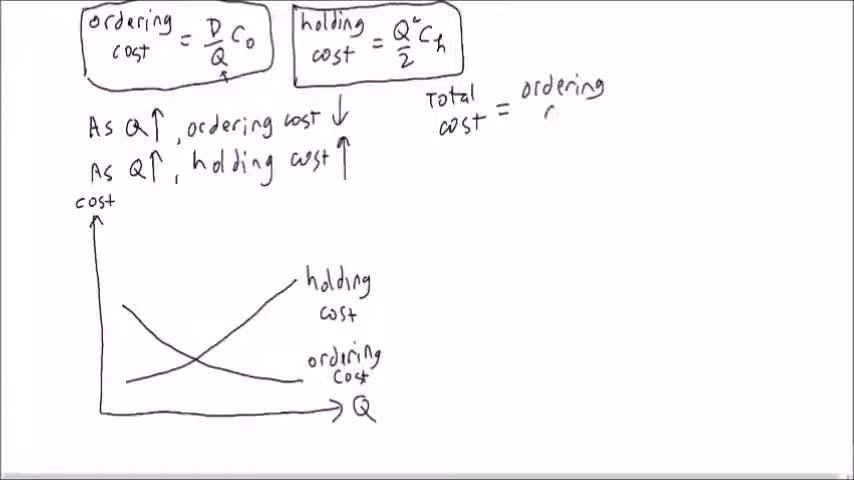 ordering cost = D/Q C₀
holding cost = Q/2 Cₕ
As Q↑, ordering cost ↓
As Q↑, holding cost ↑
Total cost = ordering
cost
holding cost
ordering cost
Q